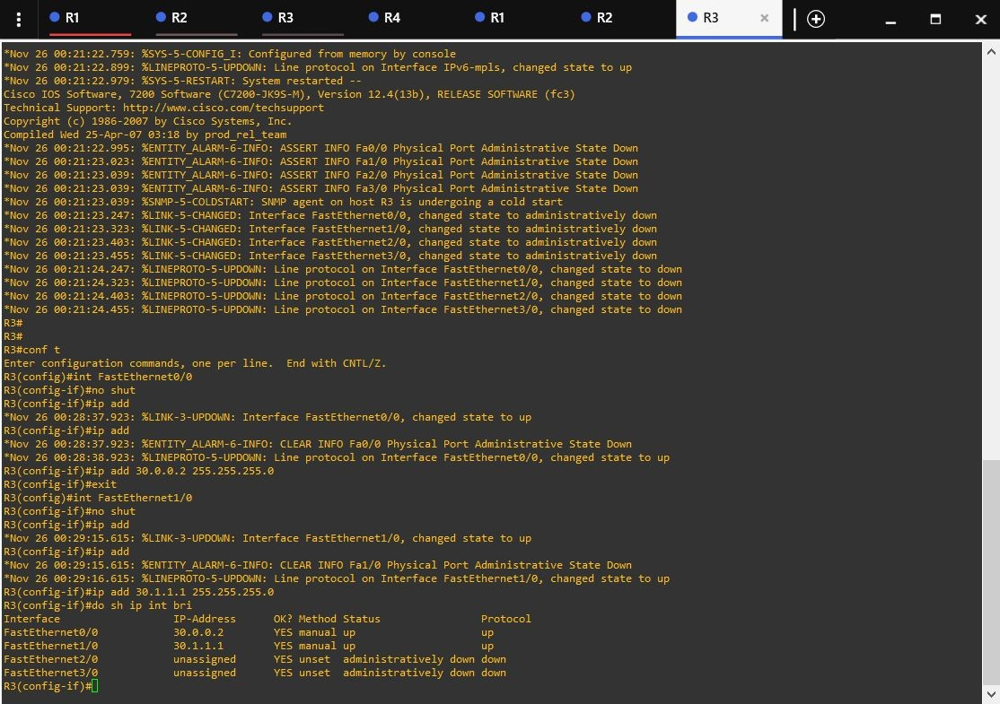 R1 R2 R3 R4 R1 R2 R3
*Nov 26 00:21:22.759: %SYS-5-CONFIG_I: Configured from memory by console
*Nov 26 00:21:22.899: %LINEPROTO-5-UPDOWN: Line protocol on Interface IPv6-mpls, changed state to up
*Nov 26 00:21:22.979: %SYS-5-RESTART: System restarted --
Cisco IOS Software, 7200 Software (C7200-JK9S-M), Version 12.4(13b), RELEASE SOFTWARE (fc3)
Technical Support: http://www.cisco.com/techsupport
Copyright (c) 1986-2007 by Cisco Systems, Inc.
Compiled Wed 25-Apr-07 03:18 by prod_rel_team
*Nov 26 00:21:22.995: %ENTITY_ALARM-6-INFO: ASSERT INFO Fa0/0 Physical Port Administrative State Down
*Nov 26 00:21:23.023: %ENTITY_ALARM-6-INFO: ASSERT INFO Fa1/0 Physical Port Administrative State Down
*Nov 26 00:21:23.039: %ENTITY_ALARM-6-INFO: ASSERT INFO Fa2/0 Physical Port Administrative State Down
*Nov 26 00:21:23.039: %ENTITY_ALARM-6-INFO: ASSERT INFO Fa3/0 Physical Port Administrative State Down
*Nov 26 00:21:23.039: %SNMP-5-COLDSTART: SNMP agent on host R3 is undergoing a cold start
*Nov 26 00:21:23.247: %LINK-5-CHANGED: Interface FastEthernet0/0, changed state to administratively down
*Nov 26 00:21:23.323: %LINK-5-CHANGED: Interface FastEthernet1/0, changed state to administratively down
*Nov 26 00:21:23.403: %LINK-5-CHANGED: Interface FastEthernet2/0, changed state to administratively down
*Nov 26 00:21:23.455: %LINK-5-CHANGED: Interface FastEthernet3/0, changed state to administratively down
*Nov 26 00:21:24.247: %LINEPROTO-5-UPDOWN: Line protocol on Interface FastEthernet0/0, changed state to down
*Nov 26 00:21:24.323: %LINEPROTO-5-UPDOWN: Line protocol on Interface FastEthernet1/0, changed state to down
*Nov 26 00:21:24.403: %LINEPROTO-5-UPDOWN: Line protocol on Interface FastEthernet2/0, changed state to down
*Nov 26 00:21:24.455: %LINEPROTO-5-UPDOWN: Line protocol on Interface FastEthernet3/0, changed state to down
R3#
R3#
R3#conf t
Enter configuration commands, one per line.  End with CNTL/Z.
R3(config)#int FastEthernet0/0
R3(config-if)#no shut
R3(config-if)#ip add
*Nov 26 00:28:37.923: %LINK-3-UPDOWN: Interface FastEthernet0/0, changed state to up
R3(config-if)#ip add
*Nov 26 00:28:37.923: %ENTITY_ALARM-6-INFO: CLEAR INFO Fa0/0 Physical Port Administrative State Down
*Nov 26 00:28:38.923: %LINEPROTO-5-UPDOWN: Line protocol on Interface FastEthernet0/0, changed state to up
R3(config-if)#ip add 30.0.0.2 255.255.255.0
R3(config-if)#exit
R3(config)#int FastEthernet1/0
R3(config-if)#no shut
R3(config-if)#ip add
*Nov 26 00:29:15.615: %LINK-3-UPDOWN: Interface FastEthernet1/0, changed state to up
R3(config-if)#ip add
*Nov 26 00:29:15.615: %ENTITY_ALARM-6-INFO: CLEAR INFO Fa1/0 Physical Port Administrative State Down
*Nov 26 00:29:16.615: %LINEPROTO-5-UPDOWN: Line protocol on Interface FastEthernet1/0, changed state to up
R3(config-if)#ip add 30.1.1.1 255.255.255.0
R3(config-if)#do sh ip int bri
Interface                  IP-Address      OK? Method Status                Protocol
FastEthernet0/0            30.0.0.2        YES manual up                    up
FastEthernet1/0            30.1.1.1        YES manual up                    up
FastEthernet2/0            unassigned      YES unset  administratively down down
FastEthernet3/0            unassigned      YES unset  administratively down down
R3(config-if)#